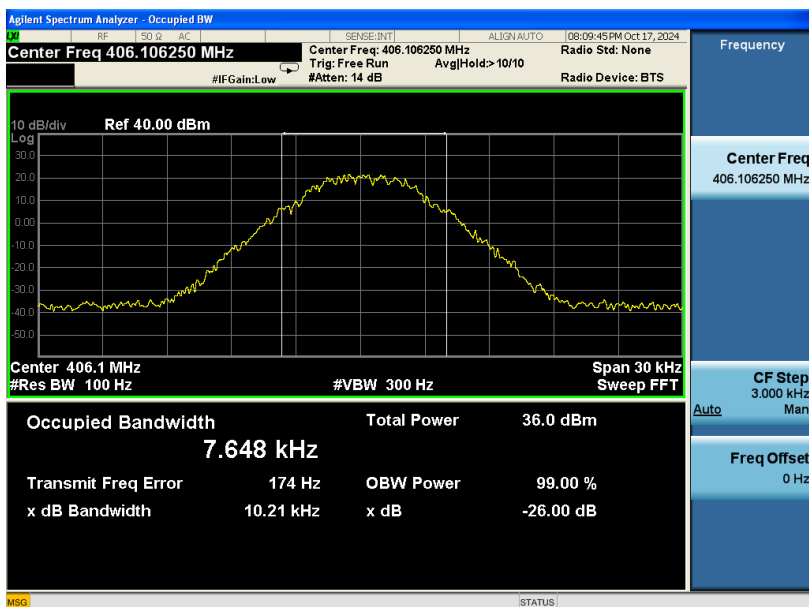 Agilent Spectrum Analyzer - Occupied BW
LXI RF 50 Ω AC SENSE:INT ALIGN AUTO 08:09:45 PM Oct 17, 2024
Center Freq 406.106250 MHz Center Freq: 406.106250 MHz Radio Std: None Frequency
Trig: Free Run Avg|Hold:>10/10
#IFGain:Low #Atten: 14 dB Radio Device: BTS
10 dB/div Ref 40.00 dBm
Log
30.0
20.0
10.0
0.00
-10.0
-20.0
-30.0
-40.0
-50.0
Center Freq
406.106250 MHz
Center 406.1 MHz Span 30 kHz
#Res BW 100 Hz #VBW 300 Hz Sweep FFT
CF Step
3.000 kHz
Auto Man
Occupied Bandwidth Total Power 36.0 dBm
7.648 kHz
Transmit Freq Error 174 Hz OBW Power 99.00 %
x dB Bandwidth 10.21 kHz x dB -26.00 dB
Freq Offset
0 Hz
MSG STATUS